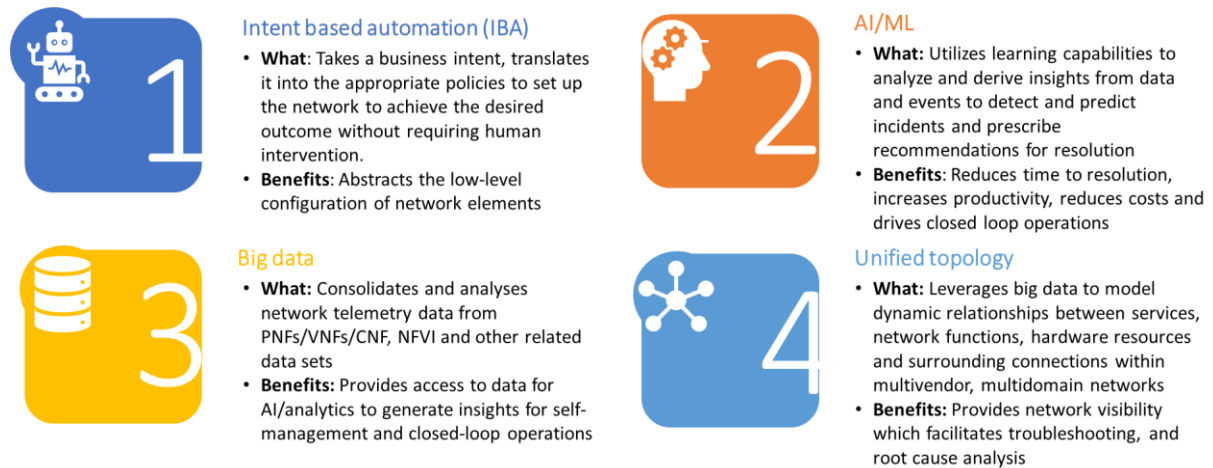 1
Intent based automation (IBA)
• What: Takes a business intent, translates
it into the appropriate policies to set up
the network to achieve the desired
outcome without requiring human
intervention.
• Benefits: Abstracts the low-level
configuration of network elements
2
AI/ML
• What: Utilizes learning capabilities to
analyze and derive insights from data
and events to detect and predict
incidents and prescribe
recommendations for resolution
• Benefits: Reduces time to resolution,
increases productivity, reduces costs and
drives closed loop operations
3
Big data
• What: Consolidates and analyses
network telemetry data from
PNFs/VNFs/CNF, NFVI and other related
data sets
• Benefits: Provides access to data for
AI/analytics to generate insights for self-
management and closed-loop operations
4
Unified topology
• What: Leverages big data to model
dynamic relationships between services,
network functions, hardware resources
and surrounding connections within
multivendor, multidomain networks
• Benefits: Provides network visibility
which facilitates troubleshooting, and
root cause analysis